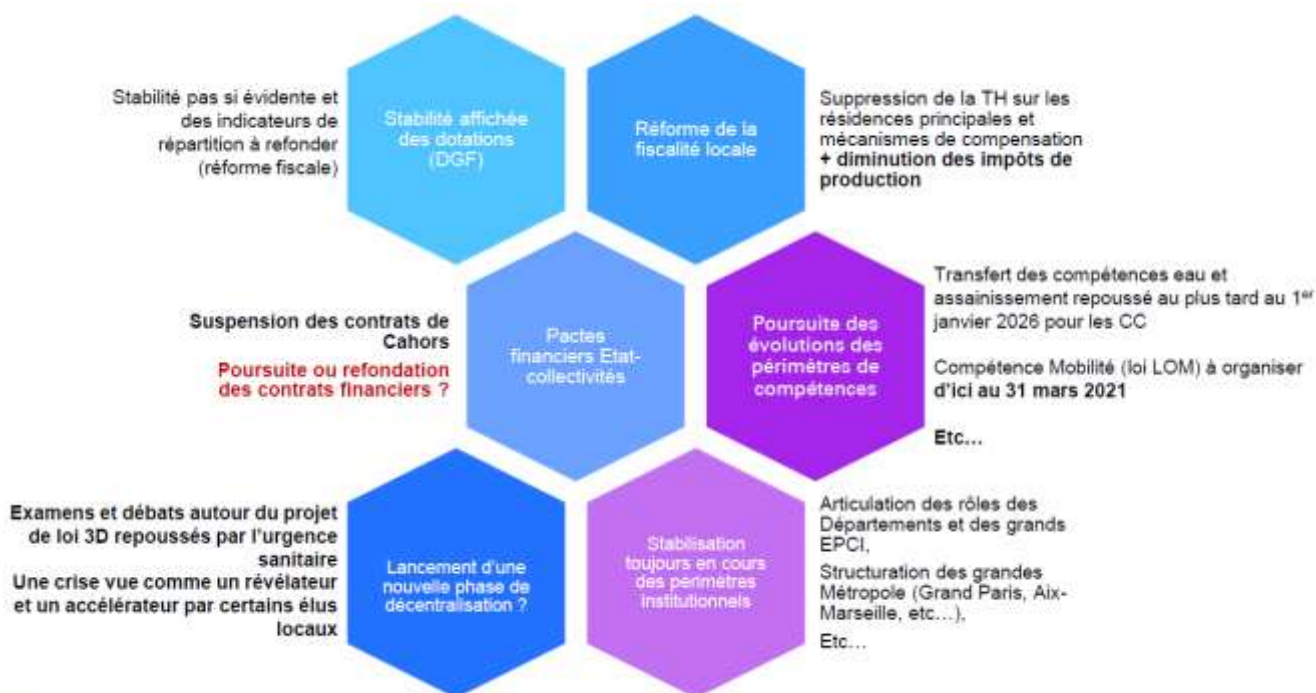 Stabilité pas si évidente et
des indicateurs de
répartition à refonder
(réforme fiscale)
Stabilité affichée
des dotations
(DGF)
Réforme de la
fiscalité locale
Suppression de la TH sur les
résidences principales et
mécanismes de compensation
+ diminution des impôts de
production
Suspension des contrats de
Cahors
Poursuite ou refondation
des contrats financiers ?
Pactes
financiers Etat-
collectivités
Poursuite des
évolutions des
périmètres de
compétences
Transfert des compétences eau et
assainissement repoussé au plus tard au 1er
janvier 2026 pour les CC
Compétence Mobilité (loi LOM) à organiser
d'ici au 31 mars 2021
Etc…
Examens et débats autour du projet
de loi 3D repoussés par l'urgence
sanitaire
Une crise vue comme un révélateur
et un accélérateur par certains élus
locaux
Lancement d'une
nouvelle phase de
décentralisation ?
Stabilisation
toujours en cours
des perimètres
institutionnels
Articulation des rôles des
Départements et des grands
EPCI,
Structuration des grandes
Métropole (Grand Paris, Aix-
Marseille, etc…),
Etc…